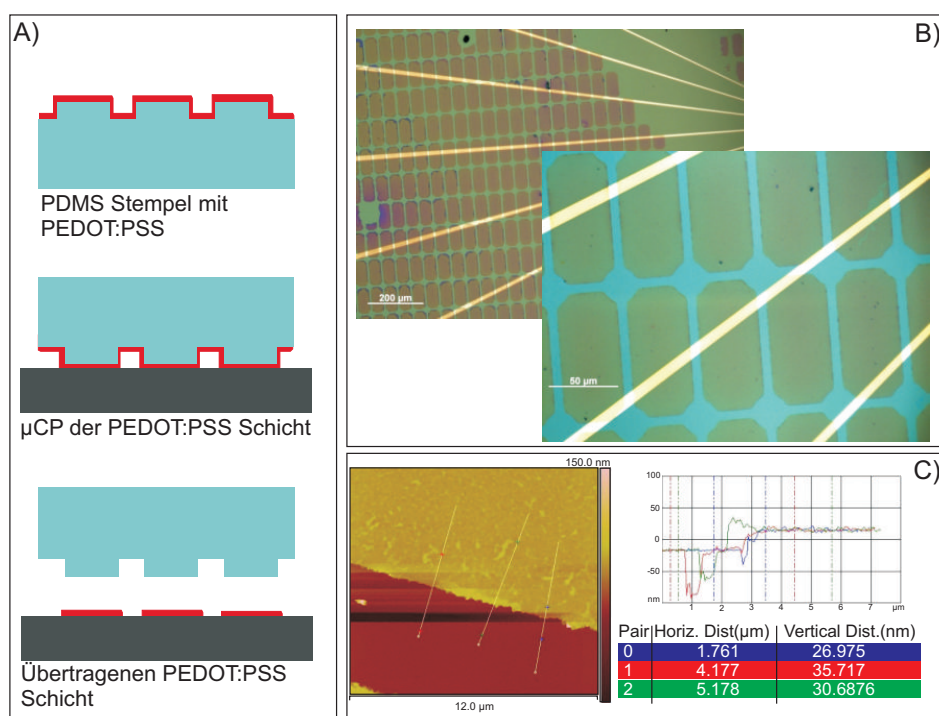 A)
PDMS Stempel mit
PEDOT:PSS
µCP der PEDOT:PSS Schicht
Übertragenen PEDOT:PSS
Schicht
B)
200 µm
50 µm
C)
150.0 nm
12.0 µm
100
50
0
-50
nm
1 2 3 4 5 6 7 µm
Pair Horiz. Dist(µm) Vertical Dist.(nm)
0 1.761 26.975
1 4.177 35.717
2 5.178 30.6876